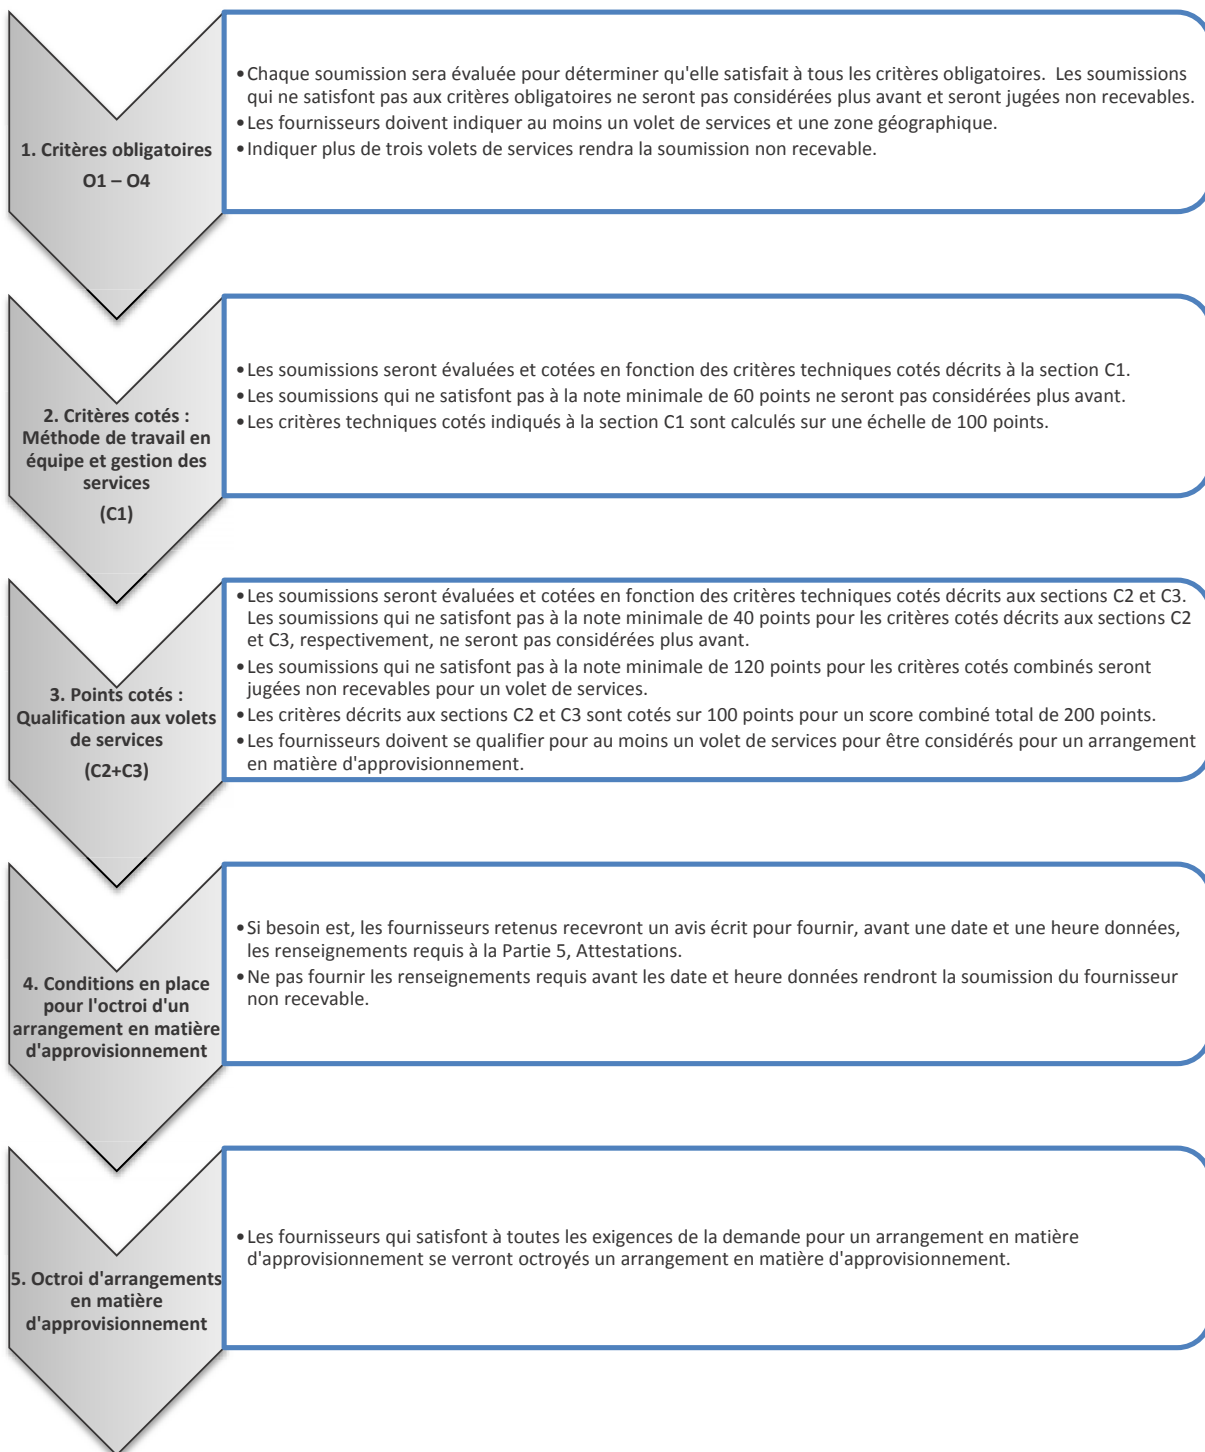 1. Critères obligatoires
O1 – O4
•Chaque soumission sera évaluée pour déterminer qu'elle satisfait à tous les critères obligatoires.  Les soumissions
qui ne satisfont pas aux critères obligatoires ne seront pas considérées plus avant et seront jugées non recevables.
•Les fournisseurs doivent indiquer au moins un volet de services et une zone géographique.
•Indiquer plus de trois volets de services rendra la soumission non recevable.
2. Critères cotés :
Méthode de travail en
équipe et gestion des
services
(C1)
•Les soumissions seront évaluées et cotées en fonction des critères techniques cotés décrits à la section C1.
•Les soumissions qui ne satisfont pas à la note minimale de 60 points ne seront pas considérées plus avant.
•Les critères techniques cotés indiqués à la section C1 sont calculés sur une échelle de 100 points.
3. Points cotés :
Qualification aux volets
de services
(C2+C3)
•Les soumissions seront évaluées et cotées en fonction des critères techniques cotés décrits aux sections C2 et C3.
Les soumissions qui ne satisfont pas à la note minimale de 40 points pour les critères cotés décrits aux sections C2
et C3, respectivement, ne seront pas considérées plus avant.
•Les soumissions qui ne satisfont pas à la note minimale de 120 points pour les critères cotés combinés seront
jugées non recevables pour un volet de services.
•Les critères décrits aux sections C2 et C3 sont cotés sur 100 points pour un score combiné total de 200 points.
•Les fournisseurs doivent se qualifier pour au moins un volet de services pour être considérés pour un arrangement
en matière d'approvisionnement.
4. Conditions en place
pour l'octroi d'un
arrangement en matière
d'approvisionnement
•Si besoin est, les fournisseurs retenus recevront un avis écrit pour fournir, avant une date et une heure données,
les renseignements requis à la Partie 5, Attestations.
•Ne pas fournir les renseignements requis avant les date et heure données rendront la soumission du fournisseur
non recevable.
5. Octroi d'arrangements
en matière
d'approvisionnement
•Les fournisseurs qui satisfont à toutes les exigences de la demande pour un arrangement en matière
d'approvisionnement se verront octroyés un arrangement en matière d'approvisionnement.